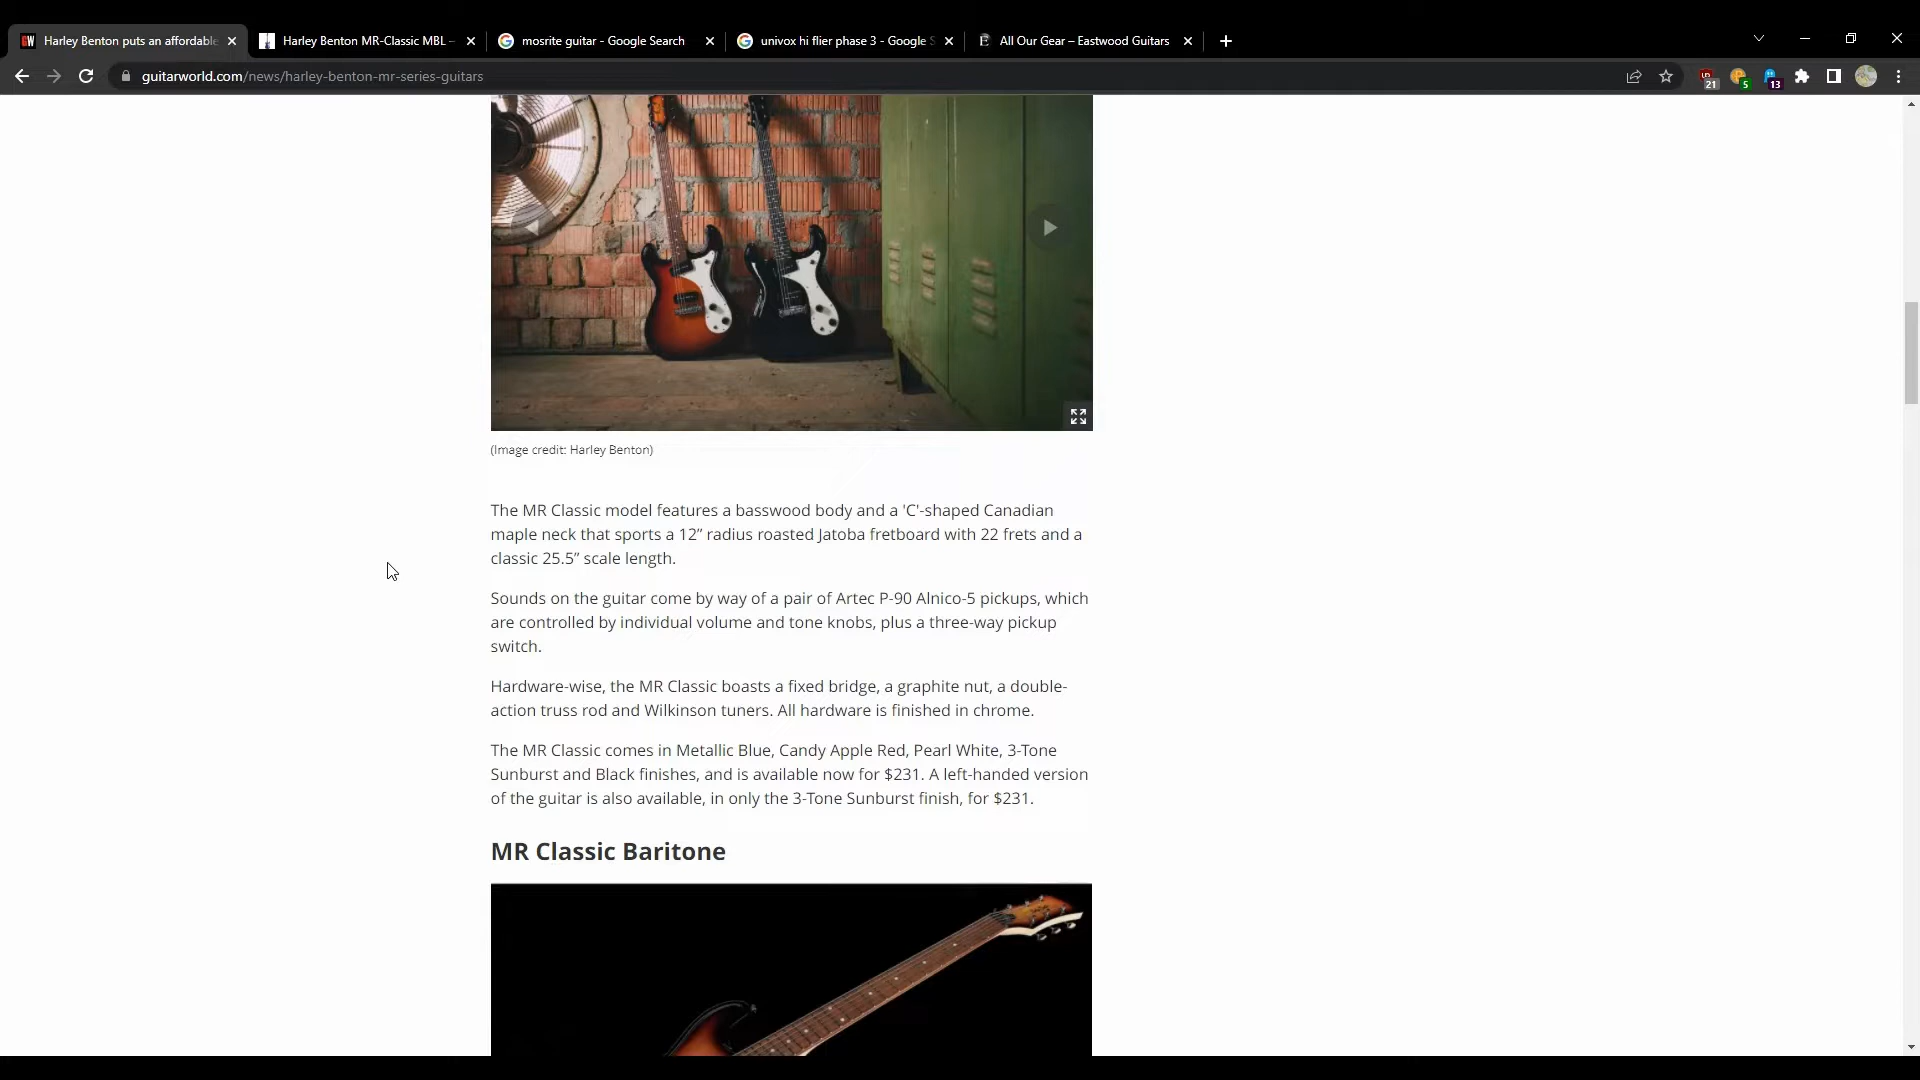 Harley Benton puts an affordable
Harley Benton MR-Classic MBL –
mosrite guitar - Google Search
univox hi flier phase 3 - Google S
All Our Gear – Eastwood Guitars
guitarworld.com/news/harley-benton-mr-series-guitars
21
5
13
(Image credit: Harley Benton)
The MR Classic model features a basswood body and a 'C'-shaped Canadian
maple neck that sports a 12” radius roasted Jatoba fretboard with 22 frets and a
classic 25.5” scale length.
Sounds on the guitar come by way of a pair of Artec P-90 Alnico-5 pickups, which
are controlled by individual volume and tone knobs, plus a three-way pickup
switch.
Hardware-wise, the MR Classic boasts a fixed bridge, a graphite nut, a double-
action truss rod and Wilkinson tuners. All hardware is finished in chrome.
The MR Classic comes in Metallic Blue, Candy Apple Red, Pearl White, 3-Tone
Sunburst and Black finishes, and is available now for $231. A left-handed version
of the guitar is also available, in only the 3-Tone Sunburst finish, for $231.
MR Classic Baritone